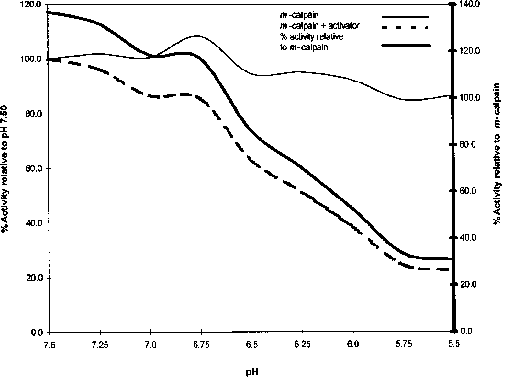 m-calpain
m-calpain + activator
% activity relative
to m-calpain
% Activity relative to pH 7.50
120.0
100.0
80.0
60.0
40.0
20.0
0.0
140.0
120.0
100.0
80.0
60.0
40.0
20.0
0.0
% Activity relative to m-calpain
7.5 7.25 7.0 6.75 6.5 6.25 6.0 5.75 5.5
pH